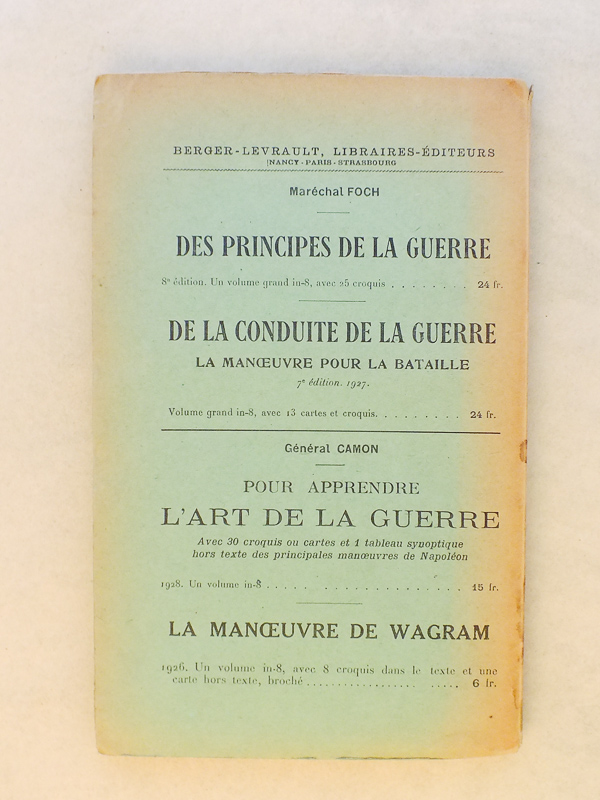 BERGER-LEVRAULT, LIBRAIRES-ÉDITEURS
NANCY-PARIS-STRASBOURG
Maréchal FOCH
DES PRINCIPES DE LA GUERRE
8e édition. Un volume grand in-8, avec 25 croquis . . . . . . . . 24 fr.
DE LA CONDUITE DE LA GUERRE
LA MANŒUVRE POUR LA BATAILLE
7e édition. 1927.
Volume grand in-8, avec 13 cartes et croquis. . . . . . . . . 24 fr.
Général CAMON
POUR APPRENDRE
L'ART DE LA GUERRE
Avec 30 croquis ou cartes et 1 tableau synoptique
hors texte des principales manœuvres de Napoléon
1928. Un volume in-8 . . . . . . . . . . . . . . . . . . . . 15 fr.
LA MANŒUVRE DE WAGRAM
1926. Un volume in-8, avec 8 croquis dans le texte et une
carte hors texte, broché . . . . . . . . . . . . . . . . . . . . . 6 fr.